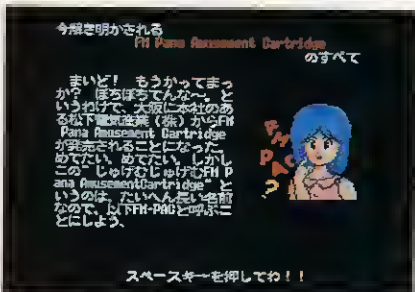 今解き明かされる
FM Pana Amusement Cartridge
のすべて
まいど! もうかってまっ
か? ぼちぼちでんな〜。と
いうわけで、大阪に本社のあ
る松下電気産業(株)からFM
Pana Amusement Cartridge
が発売されることになった。
めでたい、めでたい。しかし
この"じゅげむじゅげむFM P
ana AmusementCartridge"と
いうのは、たいへん長い名前
なので、以下FM-PACと呼ぶこ
とにしよう。
FM
PAC
?
スペースキーを押してね!!